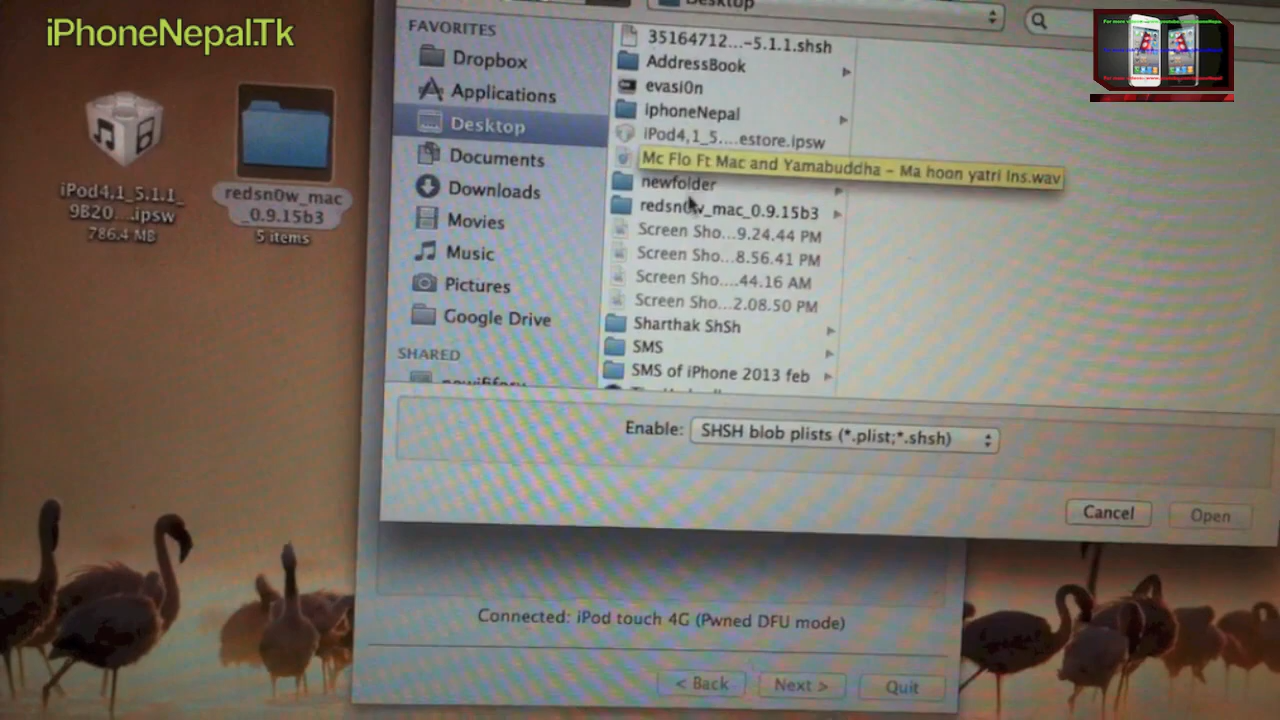 iPhoneNepal.Tk
iPod4,1_5.1.1_
9B20....ipsw
786.4 MB
redsn0w_mac
_0.9.15b3
5 items
FAVORITES
Dropbox
Applications
Desktop
Documents
Downloads
Movies
Music
Pictures
Google Drive
SHARED
Desktop
35164712...-5.1.1.shsh
AddressBook
evasi0n
iphoneNepal
iPod4,1_5....estore.ipsw
Mc Flo Ft Mac and Yamabuddha - Ma hoon yatri Ins.wav
newfolder
redsn0w_mac_0.9.15b3
Screen Sho...9.24.44 PM
Screen Sho...8.56.41 PM
Screen Sho....44.16 AM
Screen Sho...2.08.50 PM
Sharthak ShSh
SMS
SMS of iPhone 2013 feb
Enable: SHSH blob plists (*.plist;*.shsh)
Cancel
Open
Connected: iPod touch 4G (Pwned DFU mode)
< Back
Next >
Quit